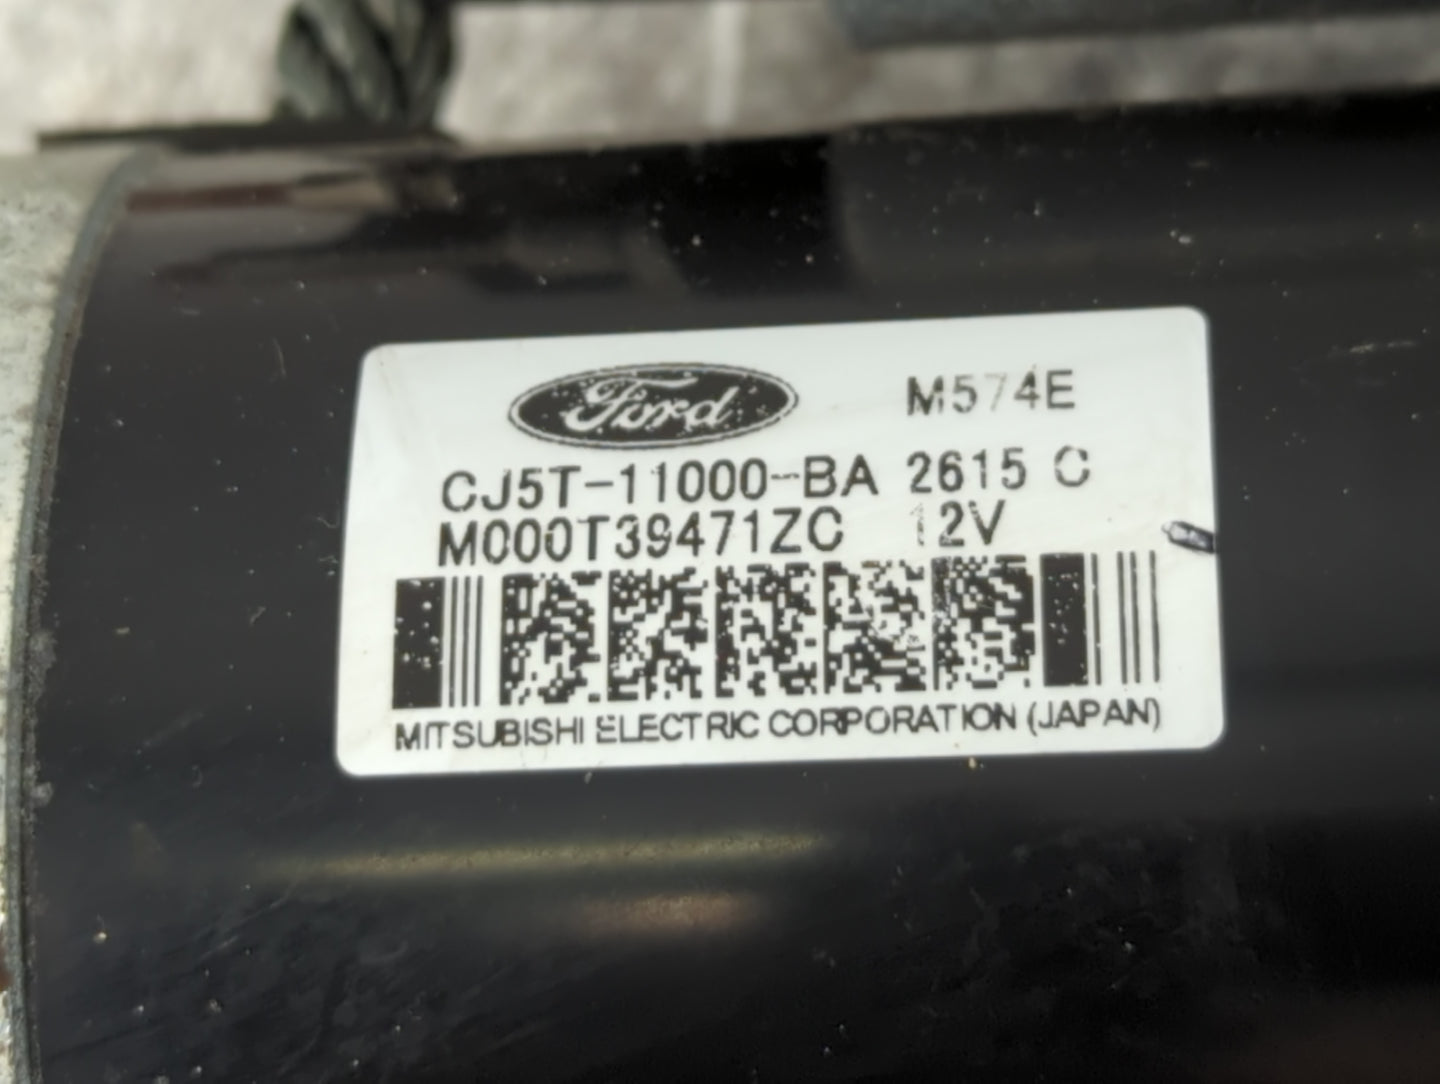 Ford M574E
CJ5T-11000-BA 2615 C
M000T39471ZC 12V
MITSUBISHI ELECTRIC CORPORATION (JAPAN)